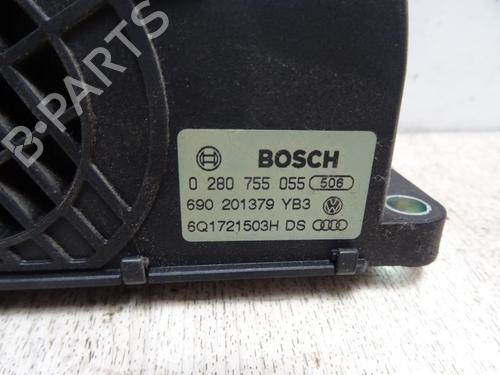 B-PARTS
BOSCH
0 280 755 055 506
690 201379 YB3
6Q1721503H DS